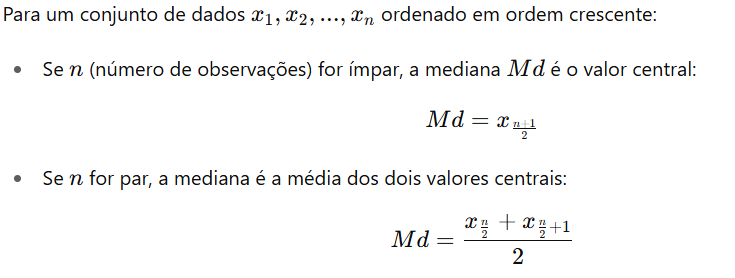 Para um conjunto de dados $x_1, x_2, ..., x_n$ ordenado em ordem crescente:
• Se $n$ (número de observações) for ímpar, a mediana $Md$ é o valor central:
$Md = x_{\frac{n+1}{2}}$
• Se $n$ for par, a mediana é a média dos dois valores centrais:
$Md = \frac{x_{\frac{n}{2}} + x_{\frac{n}{2}+1}}{2}$